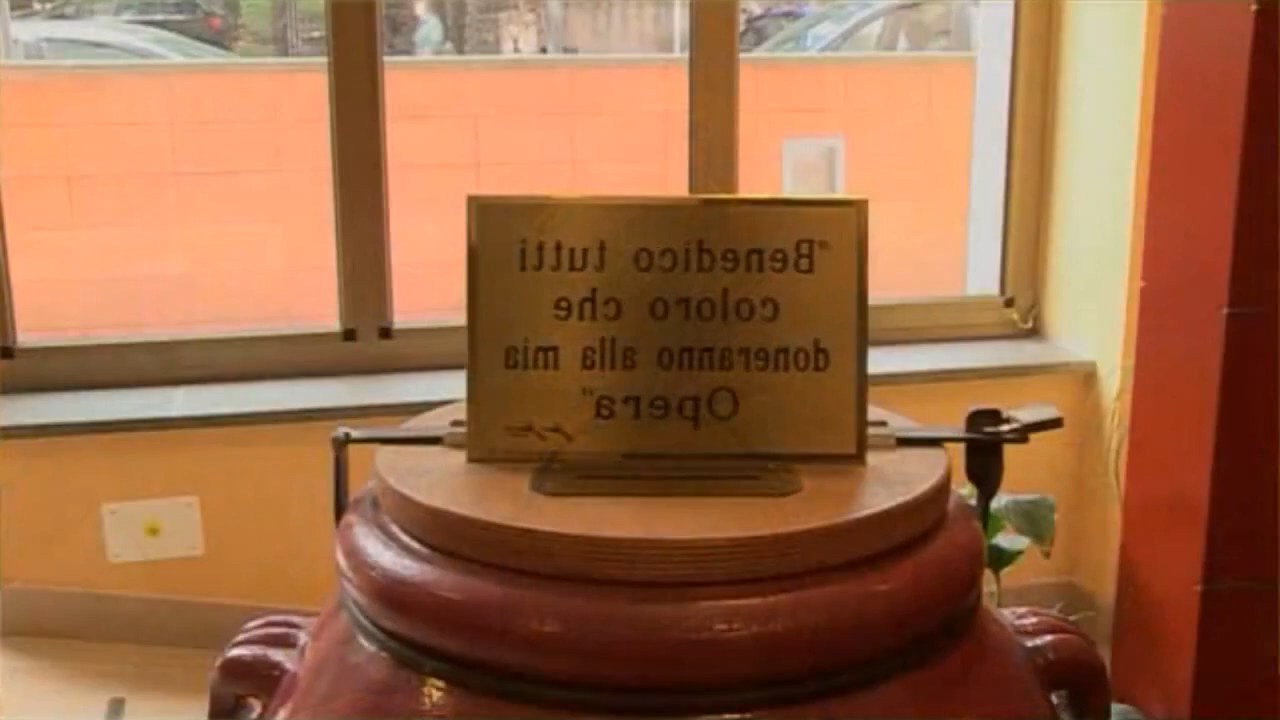 "Benedico tutti
coloro che
doneranno alla mia
Opera"